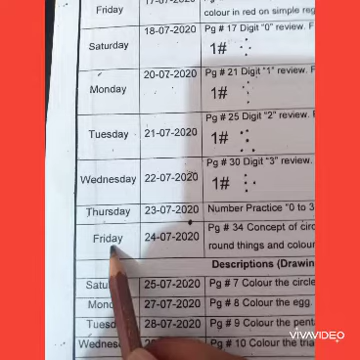 Friday 17-07-2020 colour in red on simple reg
Saturday 18-07-2020 Pg # 17 Digit "0" review. F
1#
Monday 20-07-2020 Pg # 21 Digit "1" review. F
1#
Tuesday 21-07-2020 Pg # 25 Digit "2" review. F
1#
Wednesday 22-07-2020 Pg # 30 Digit "3" review.
1#
Thursday 23-07-2020 Number Practice "0 to 3
Friday 24-07-2020 Pg # 34 Concept of circ
round things and colour
Descriptions (Drawin
25-07-2020 Pg # 7 Colour the circle
27-07-2020 Pg # 8 Colour the egg.
28-07-2020 Pg # 9 Colour the pent
Wednes Pg # 10 Colour the
VIVAVIDEO